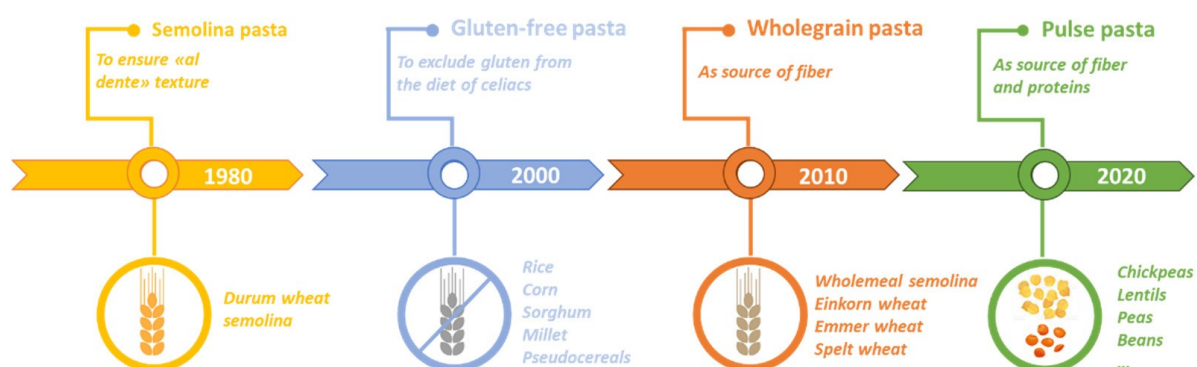 Semolina pasta
To ensure «al
dente» texture
1980
Durum wheat
semolina
Gluten-free pasta
To exclude gluten from
the diet of celiacs
2000
Rice
Corn
Sorghum
Millet
Pseudocereals
Wholegrain pasta
As source of fiber
2010
Wholemeal semolina
Einkorn wheat
Emmer wheat
Spelt wheat
Pulse pasta
As source of fiber
and proteins
2020
Chickpeas
Lentils
Peas
Beans